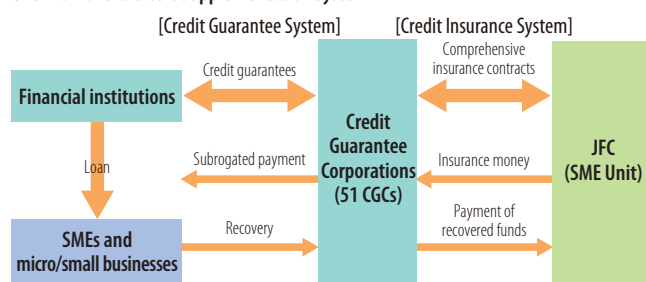 [Credit Guarantee System]
[Credit Insurance System]
Financial institutions
Credit guarantees
Credit
Guarantee
Corporations
(51 CGCs)
Comprehensive
insurance contracts
JFC
(SME Unit)
Loan
Subrogated payment
Insurance money
SMEs and
micro/small businesses
Recovery
Payment of
recovered funds